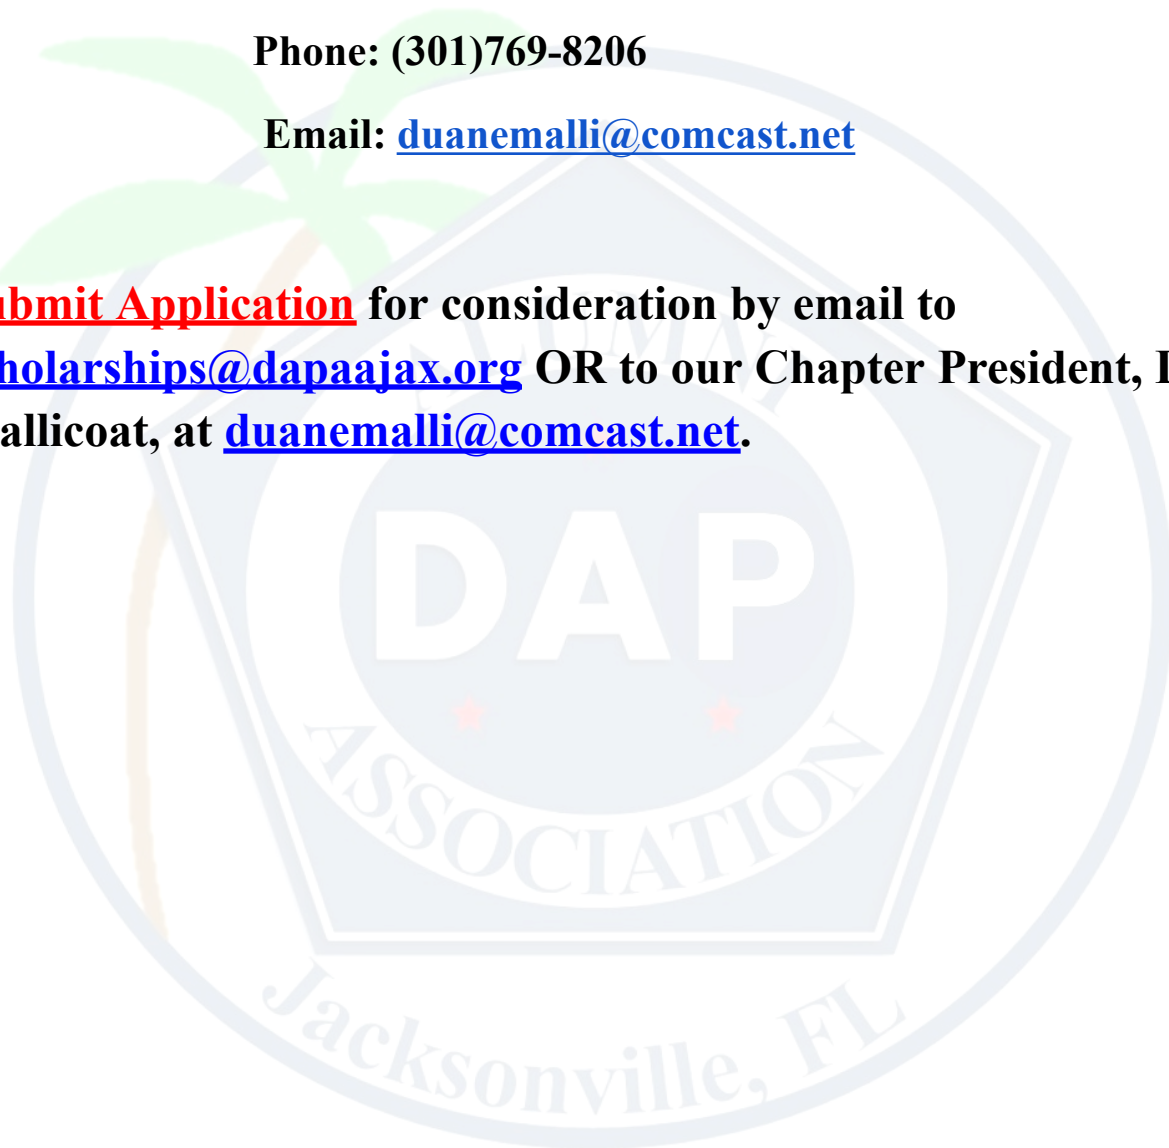 Phone: (301)769-8206
Email: duanemalli@comcast.net
ubmit Application for consideration by email to
holarships@dapaajax.org OR to our Chapter President,
allicoat, at duanemalli@comcast.net.
ALUMNI
DAP
ASSOCIATION
Jacksonville, FL